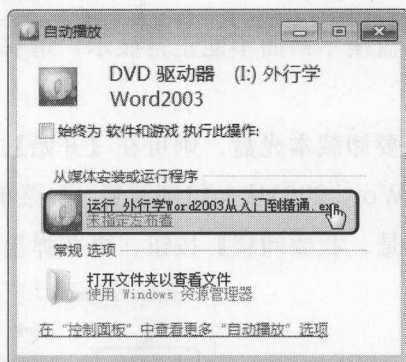 自动播放
DVD 驱动器 (I:) 外行学
Word2003
始终为 软件和游戏 执行此操作:
从媒体安装或运行程序
运行 外行学Word2003从入门到精通.exe
未指定发布者
常规 选项
打开文件夹以查看文件
使用 Windows 资源管理器
在“控制面板”中查看更多“自动播放”选项